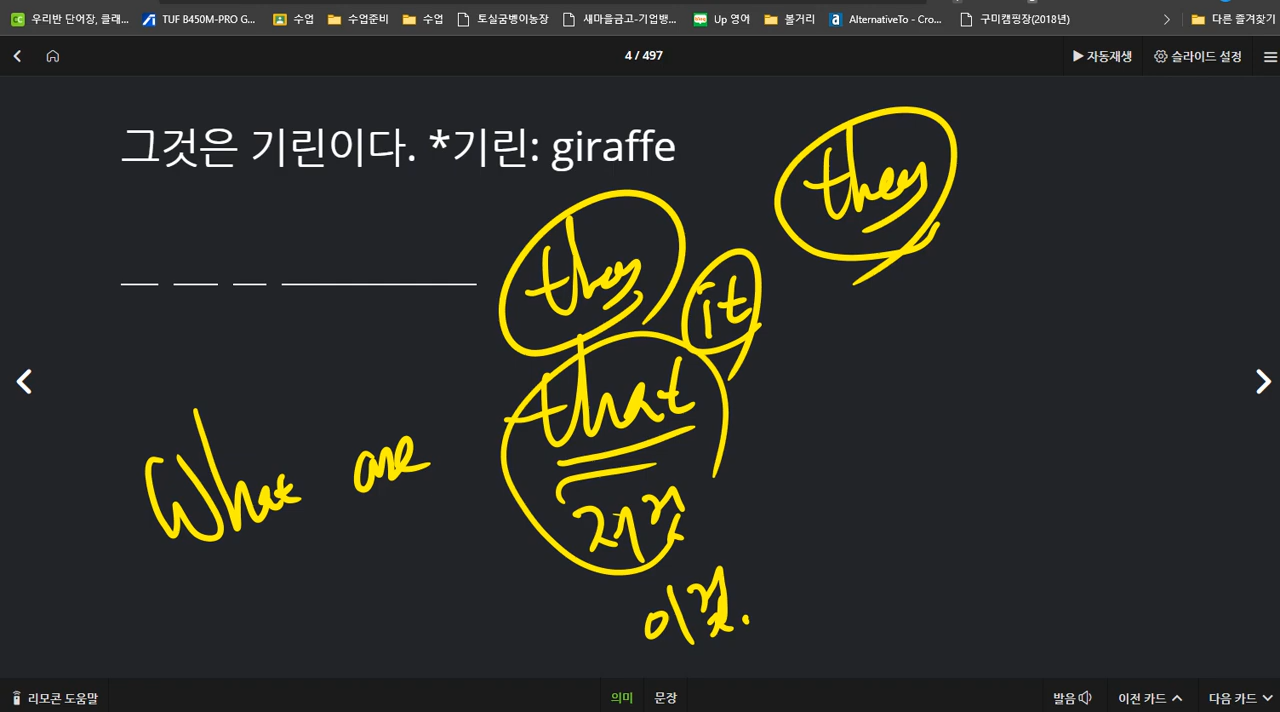 우리반 단어장, 클래... TUF B450M-PRO G... 수업 수업준비 수업 토실굼벵이농장 새마을금고-기업뱅... Up 영어 볼거리 AlternativeTo - Cro... 구미캠핑장(2018년) 다른 즐겨찾기
4 / 497 자동재생 슬라이드 설정
그것은 기린이다. *기린: giraffe
they
they
it
that
What are
그것
이것.
리모콘 도움말 의미 문장 발음 이전 카드 다음 카드